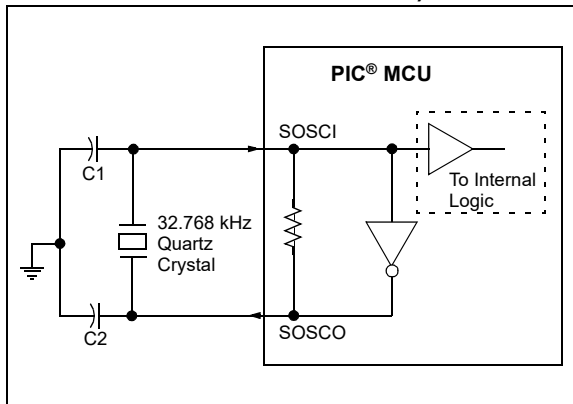 PIC® MCU
SOSCI
C1
To Internal
Logic
32.768 kHz
Quartz
Crystal
SOSCO
C2